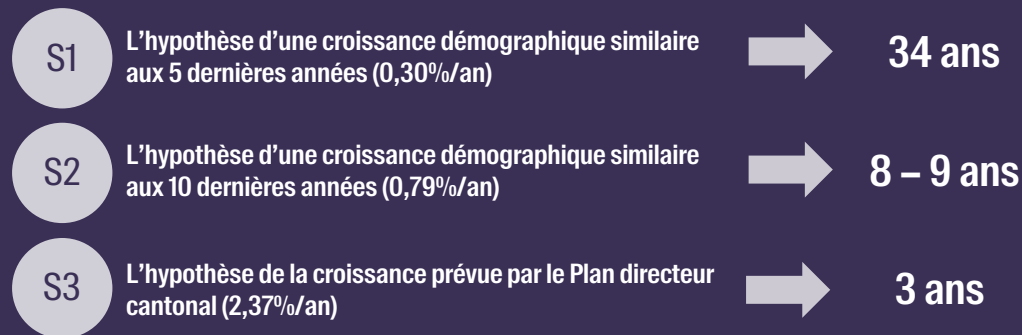 S1
L'hypothèse d'une croissance démographique similaire
aux 5 dernières années (0,30%/an)
34 ans
S2
L'hypothèse d'une croissance démographique similaire
aux 10 dernières années (0,79%/an)
8 – 9 ans
S3
L'hypothèse de la croissance prévue par le Plan directeur
cantonal (2,37%/an)
3 ans